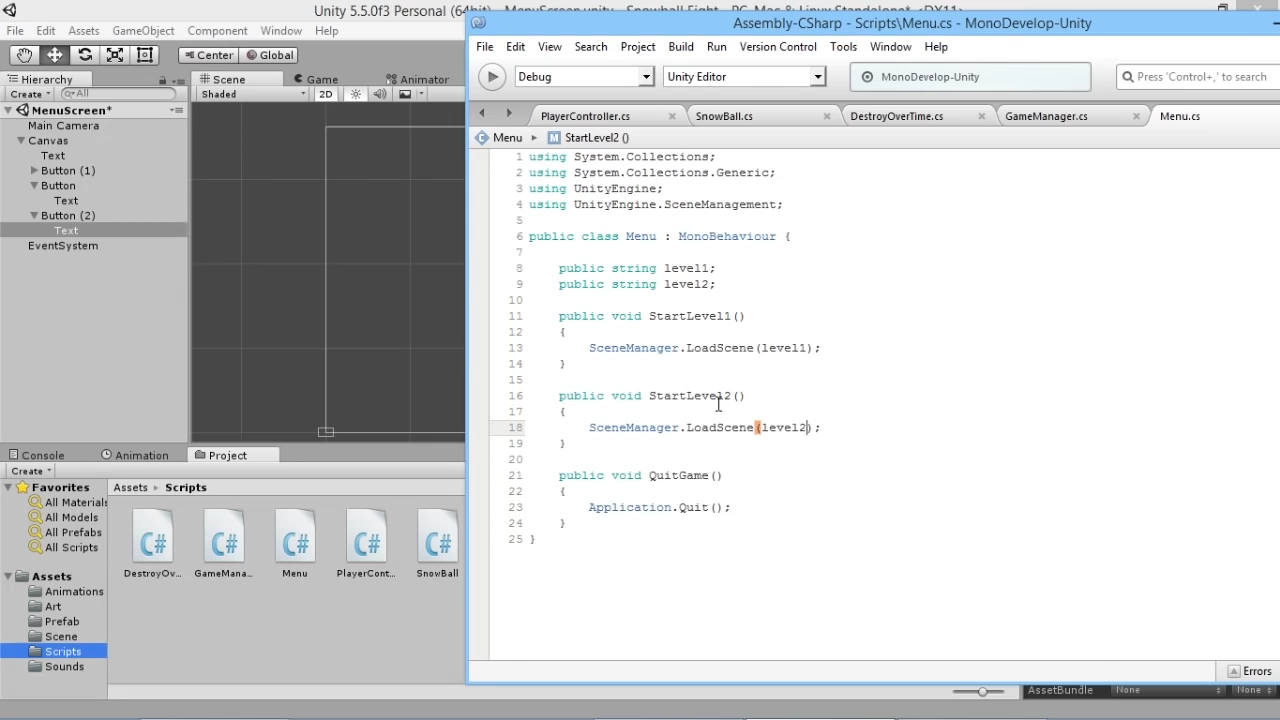 Unity 5.5.0f3 Personal (64bit) - MenuScreen.unity - Snowball Fight - PC, Mac & Linux Standalone* <DX11>
Assembly-CSharp - Scripts\Menu.cs - MonoDevelop-Unity
File Edit Assets GameObject Component Window Help
File Edit View Search Project Build Run Version Control Tools Window Help
Center Global
Debug Unity Editor MonoDevelop-Unity Press 'Control+,' to search
Hierarchy Scene Game Animator
Create All Shaded 2D
PlayerController.cs SnowBall.cs DestroyOverTime.cs GameManager.cs Menu.cs
Menu StartLevel2 ()
MenuScreen*
Main Camera
Canvas
Text
Button (1)
Button
Text
Button (2)
Text
EventSystem
1 using System.Collections;
2 using System.Collections.Generic;
3 using UnityEngine;
4 using UnityEngine.SceneManagement;
5
6 public class Menu : MonoBehaviour {
7
8 public string level1;
9 public string level2;
10
11 public void StartLevel1()
12 {
13 SceneManager.LoadScene(level1);
14 }
15
16 public void StartLevel2()
17 {
18 SceneManager.LoadScene(level2);
19 }
20
21 public void QuitGame()
22 {
23 Application.Quit();
24 }
25 }
Console Animation Project
Create
Favorites
All Materials
All Models
All Prefabs
All Scripts
Assets
Animations
Art
Prefab
Scene
Scripts
Sounds
Assets Scripts
DestroyOv... GameMana... Menu PlayerCont... SnowBall
Errors
AssetBundle None None